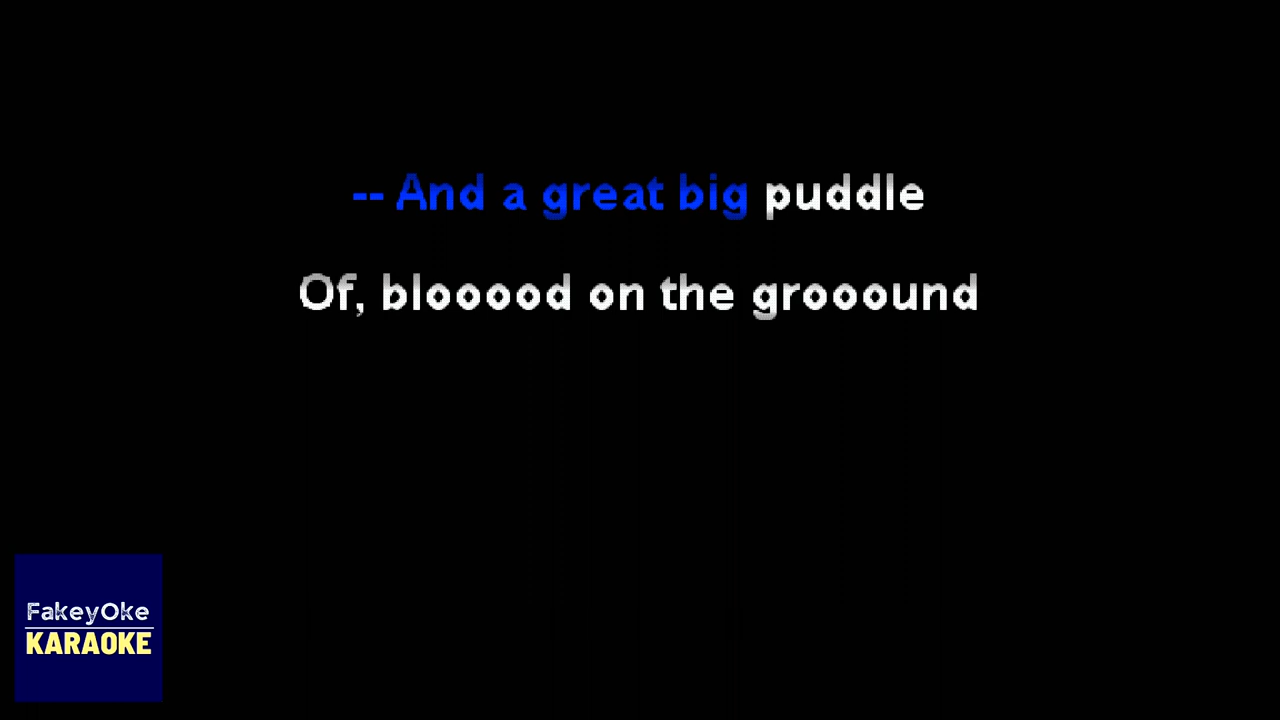 -- And a great big puddle
Of, blooood on the grooound
FakeyOke
KARAOKE